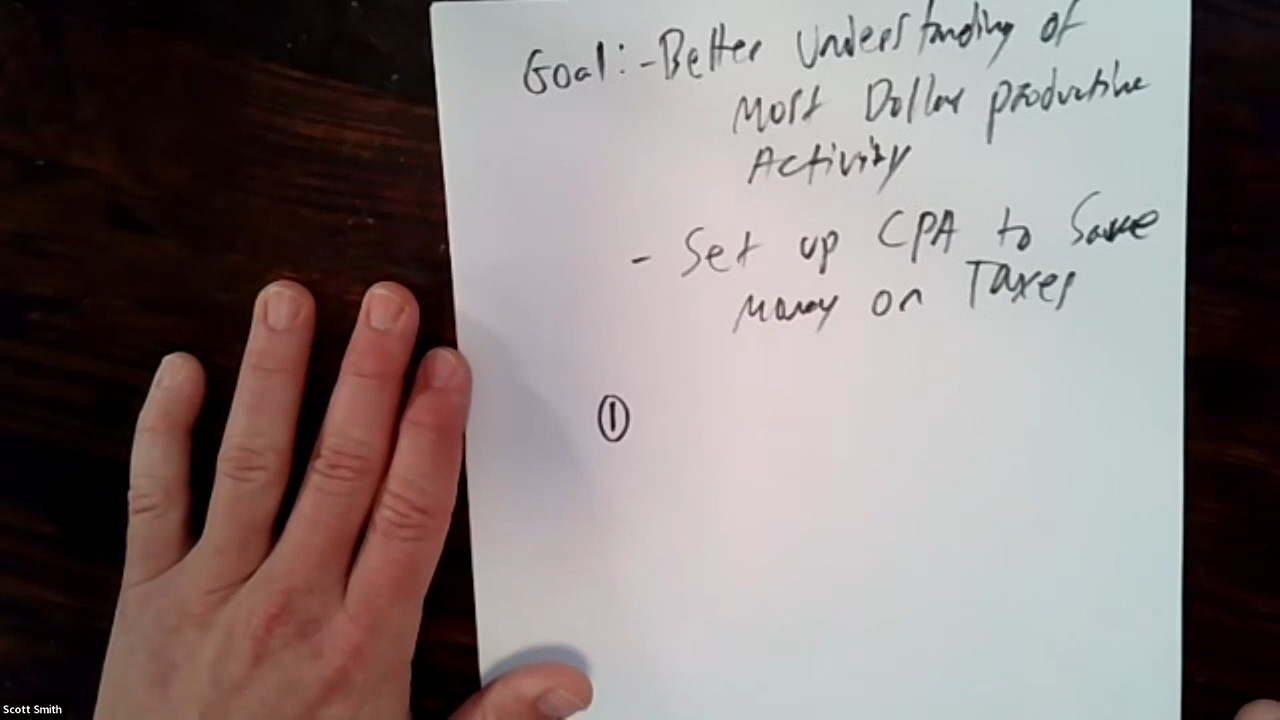 Goal: - Better Understanding of
Most Dollar productive
Activity
- Set up CPA to Save
Money on Taxes
①
Scott Smith